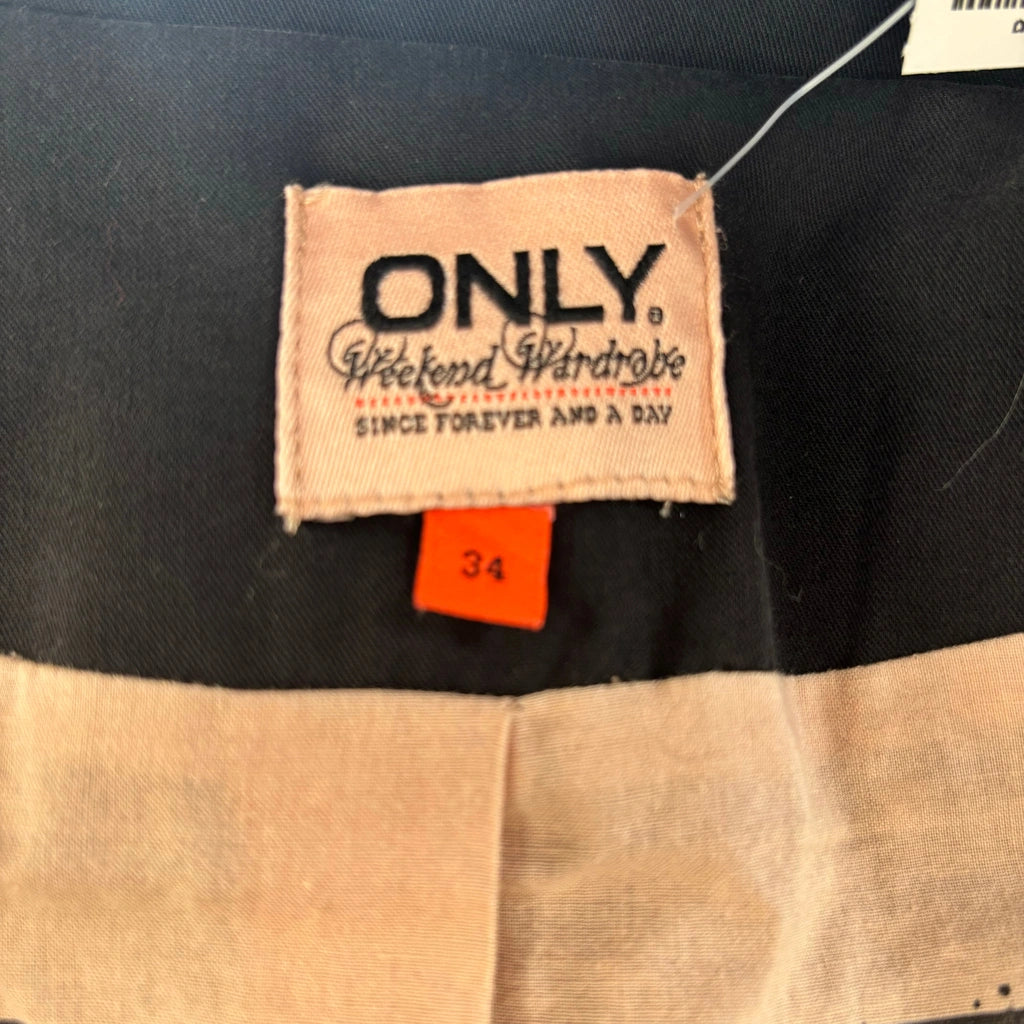 ONLY®
Weekend Wardrobe
SINCE FOREVER AND A DAY
34